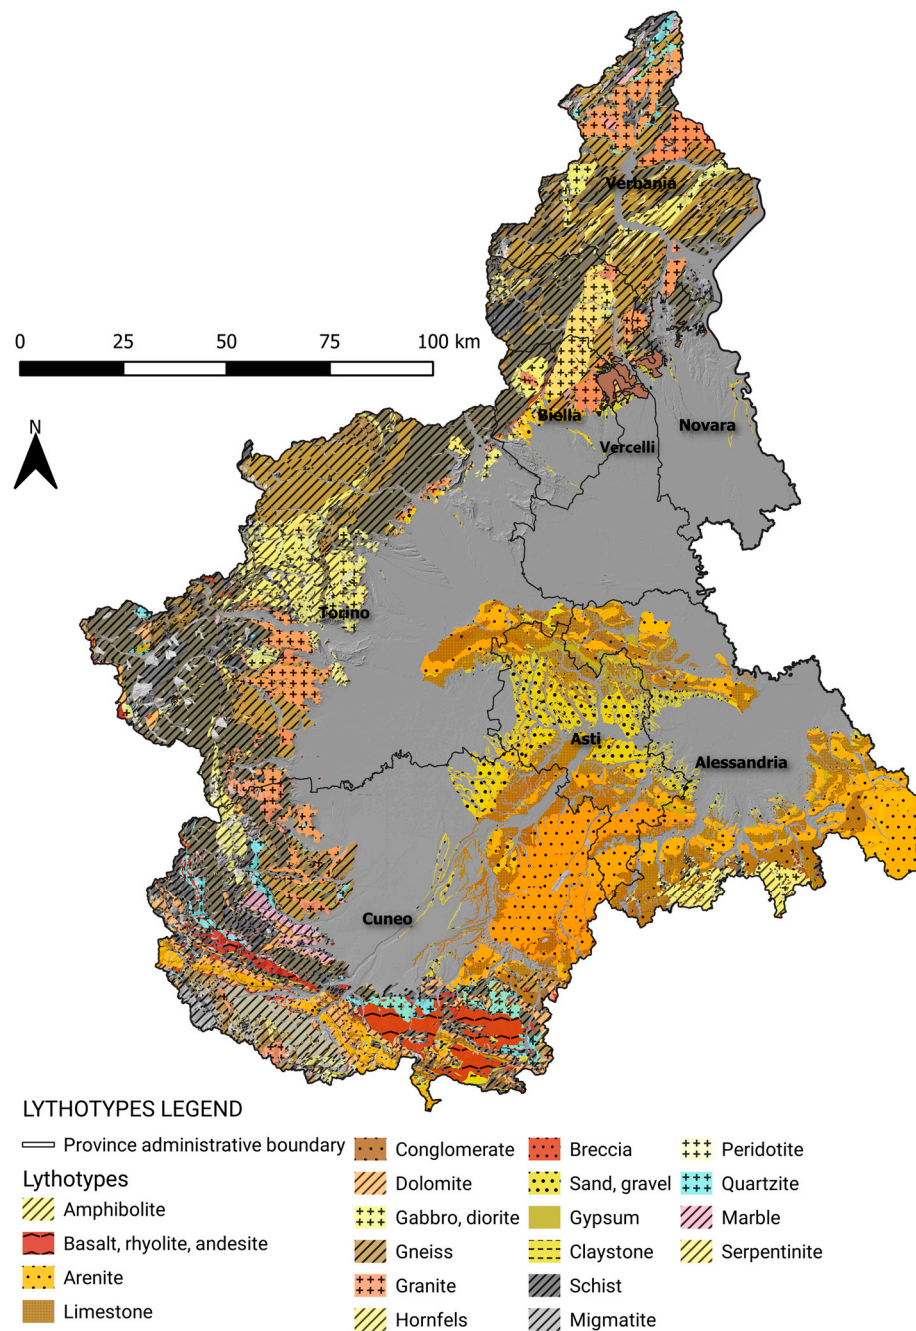 Verbania
0 25 50 75 100 km
N
Biella
Novara
Vercelli
Torino
Asti
Alessandria
Cuneo
LYTHOTYPES LEGEND
Province administrative boundary
Lythotypes
Amphibolite
Basalt, rhyolite, andesite
Arenite
Limestone
Conglomerate
Dolomite
Gabbro, diorite
Gneiss
Granite
Hornfels
Breccia
Sand, gravel
Gypsum
Claystone
Schist
Migmatite
Peridotite
Quartzite
Marble
Serpentinite